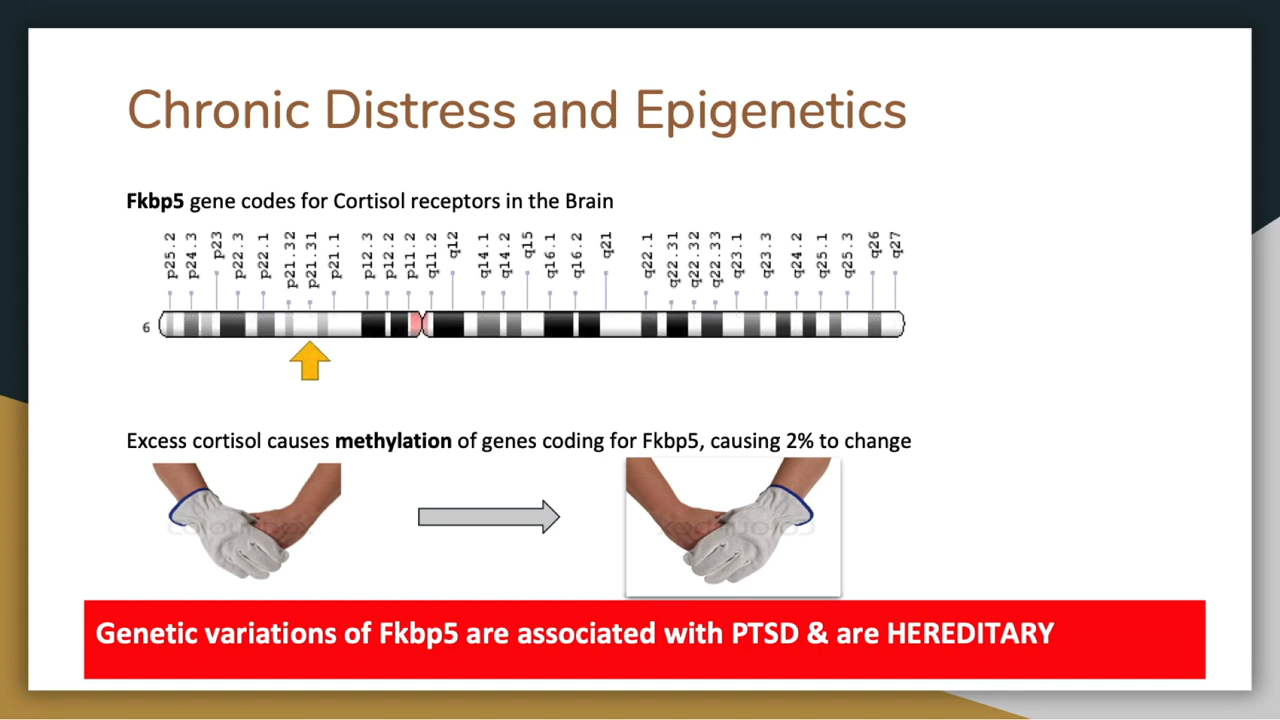 Chronic Distress and Epigenetics
Fkbp5 gene codes for Cortisol receptors in the Brain
p25.2 p24.3 p23 p22.3 p22.1 p21.32 p21.31 p21.1 p12.3 p12.2 p11.2 q11.2 q12 q14.1 q14.2 q15 q16.1 q16.2 q21 q22.1 q22.31 q22.32 q22.33 q23.1 q23.3 q24.2 q25.1 q25.3 q26 q27
6
Excess cortisol causes methylation of genes coding for Fkbp5, causing 2% to change
Genetic variations of Fkbp5 are associated with PTSD & are HEREDITARY